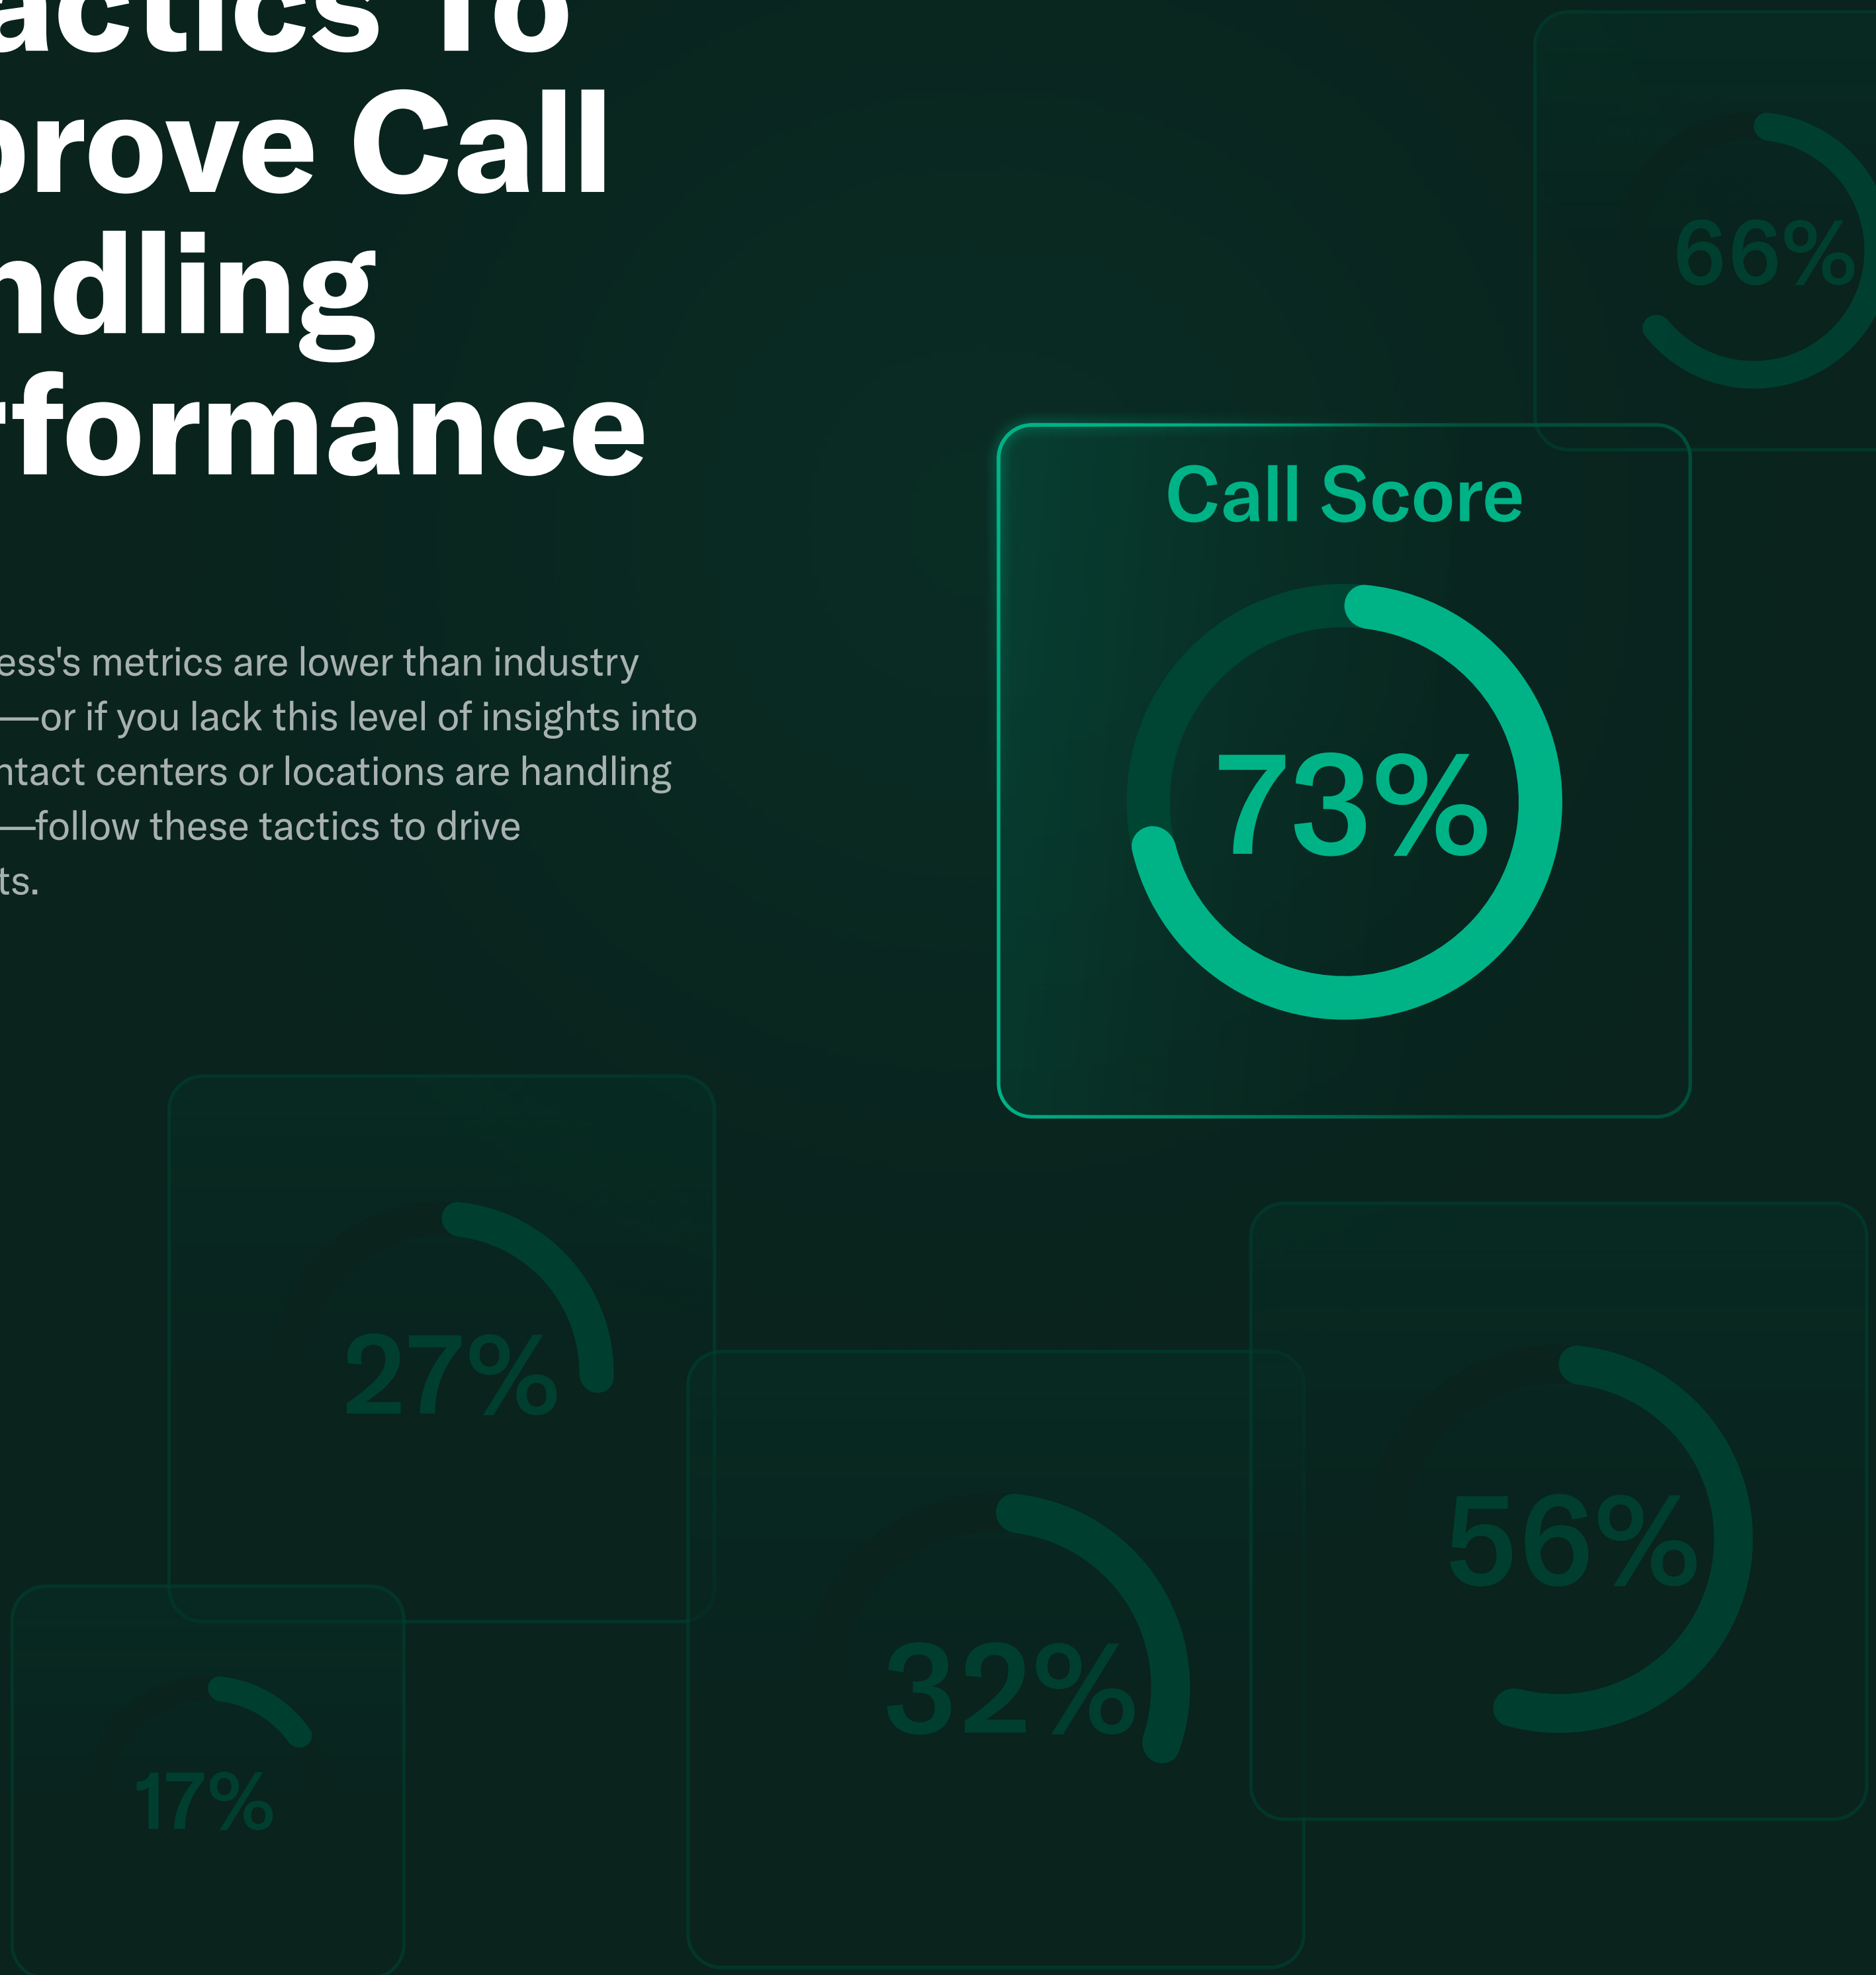 actics To
prove Call
ndling
rformance
ess's metrics are lower than industry
—or if you lack this level of insights into
ntact centers or locations are handling
—follow these tactics to drive
ts.
66%
Call Score
73%
27%
56%
32%
17%